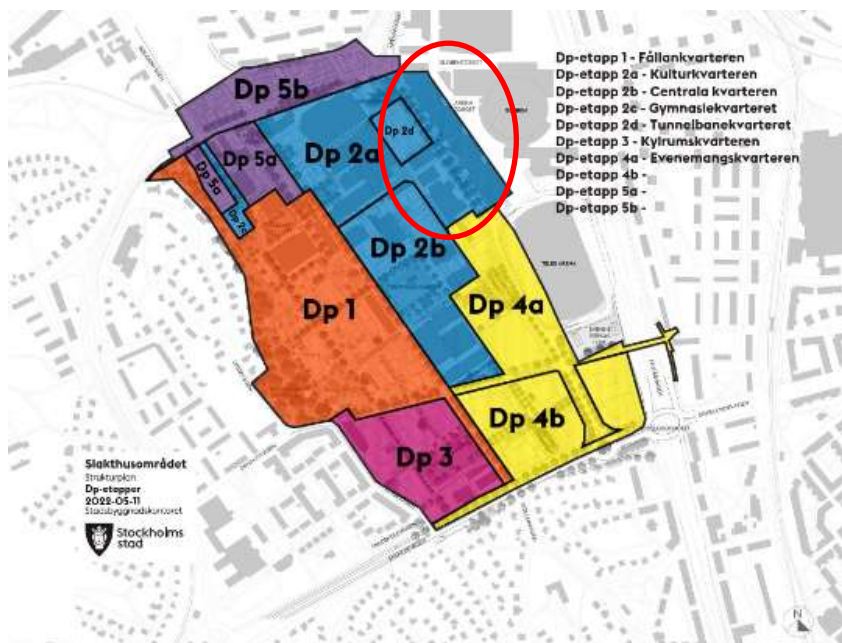 Dp-etapp 1 - Fållankvarteren
Dp-etapp 2a - Kulturkvarteren
Dp-etapp 2b - Centrala kvarteren
Dp-etapp 2c - Gymnasiekvarteret
Dp-etapp 2d - Tunnelbanekvarteret
Dp-etapp 3 - Kylrumskvarteren
Dp-etapp 4a - Evenemangskvarteren
Dp-etapp 4b -
Dp-etapp 5a -
Dp-etapp 5b -
Dp 5b
Dp 2d
Dp 5a
Dp 2a
Dp 5a
Dp 2c
Dp 2b
TELE2 ARENA
Dp 1
Dp 4a
Dp 4b
Dp 3
Slakthusområdet
Strukturplan
Dp-etapper
2022-05-11
Stadsbyggnadskontoret
Stockholms
stad
N